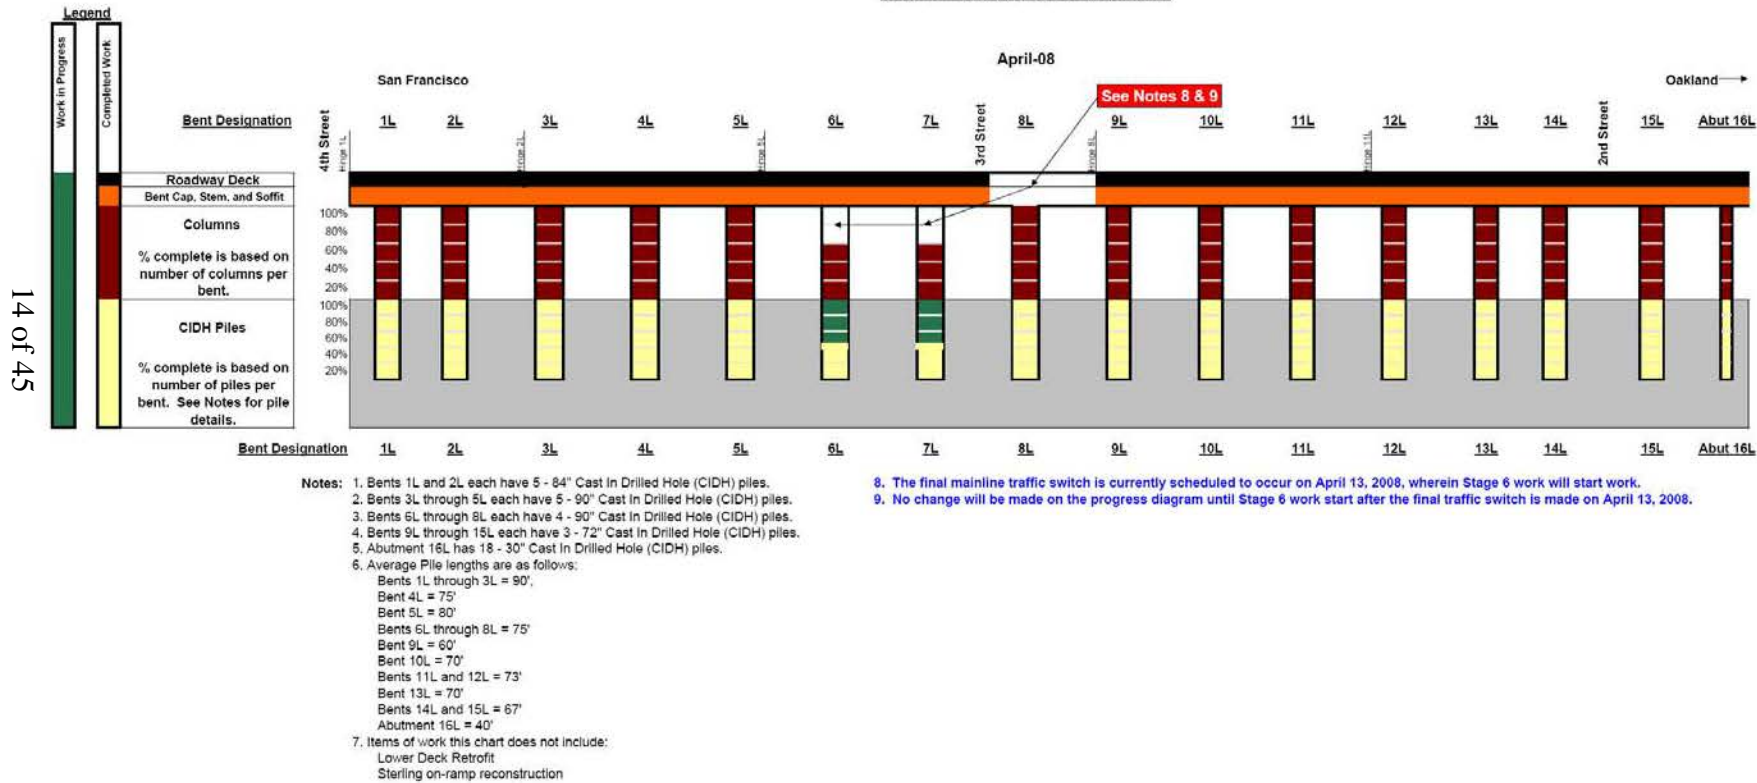 Legend
Work in Progress
Completed Work
April-08
San Francisco
Oakland
See Notes 8 & 9
Bent Designation
4th Street
3rd Street
2nd Street
1L 2L 3L 4L 5L 6L 7L 8L 9L 10L 11L 12L 13L 14L 15L Abut 16L
Hinge 1L
Hinge 2L
Hinge 5L
Hinge 8L
Hinge 11L
Roadway Deck
Bent Cap, Stem, and Soffit
Columns
% complete is based on
number of columns per
bent.
100%
80%
60%
40%
20%
CIDH Piles
% complete is based on
number of piles per
bent. See Notes for pile
details.
100%
80%
60%
40%
20%
14 of 45
Bent Designation 1L 2L 3L 4L 5L 6L 7L 8L 9L 10L 11L 12L 13L 14L 15L Abut 16L
Notes: 1. Bents 1L and 2L each have 5 - 84" Cast In Drilled Hole (CIDH) piles.
2. Bents 3L through 5L each have 5 - 90" Cast In Drilled Hole (CIDH) piles.
3. Bents 6L through 8L each have 4 - 90" Cast In Drilled Hole (CIDH) piles.
4. Bents 9L through 15L each have 3 - 72" Cast In Drilled Hole (CIDH) piles.
5. Abutment 16L has 18 - 30" Cast In Drilled Hole (CIDH) piles.
6. Average Pile lengths are as follows:
Bents 1L through 3L = 90'.
Bent 4L = 75'
Bent 5L = 80'
Bents 6L through 8L = 75'
Bent 9L = 60'
Bent 10L = 70'
Bents 11L and 12L = 73'
Bent 13L = 70'
Bents 14L and 15L = 67'
Abutment 16L = 40'
7. Items of work this chart does not include:
Lower Deck Retrofit
Sterling on-ramp reconstruction
8. The final mainline traffic switch is currently scheduled to occur on April 13, 2008, wherein Stage 6 work will start work.
9. No change will be made on the progress diagram until Stage 6 work start after the final traffic switch is made on April 13, 2008.